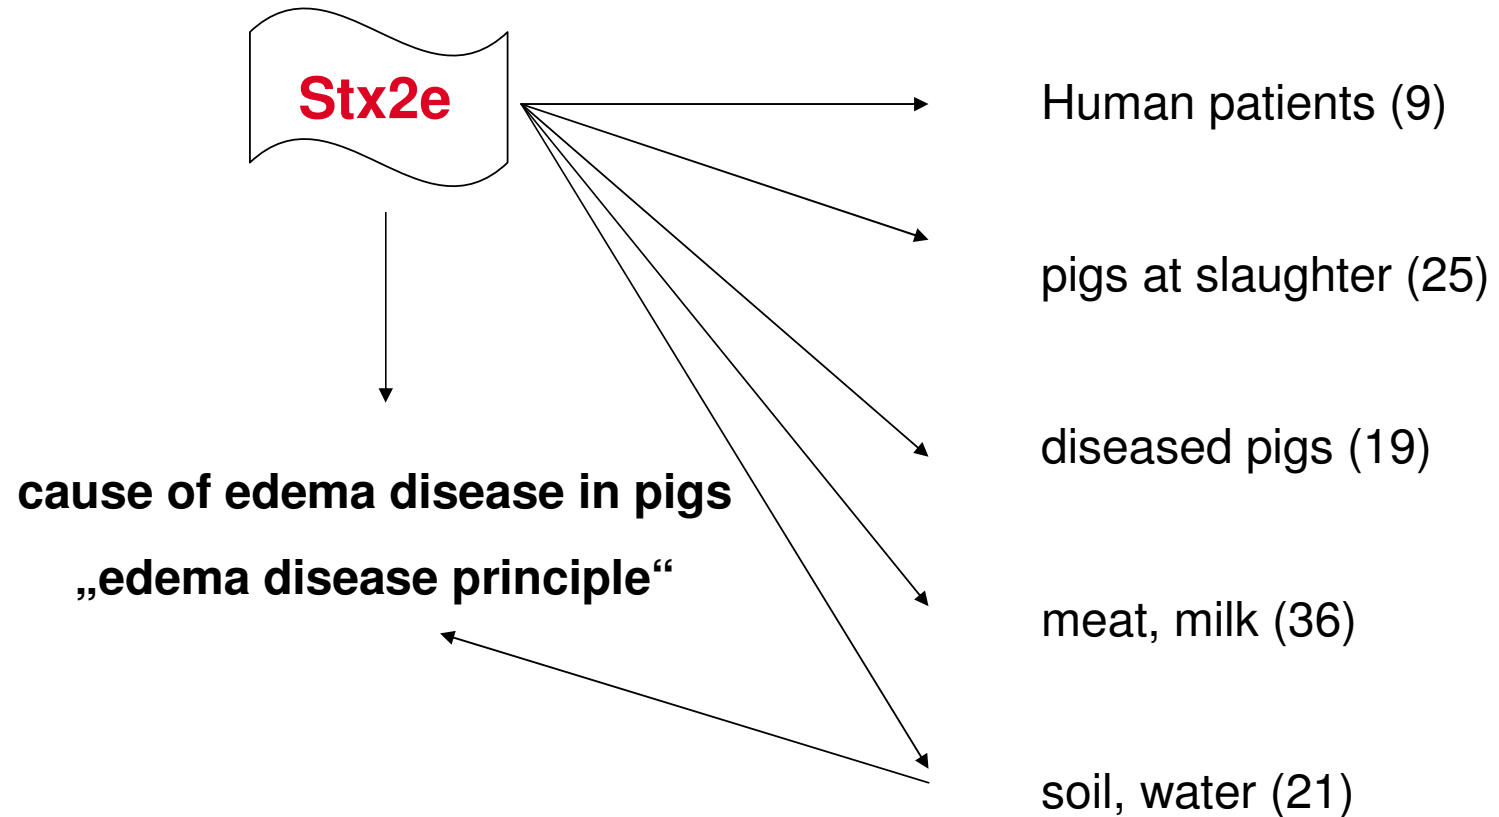 Stx2e
Human patients (9)
pigs at slaughter (25)
diseased pigs (19)
cause of edema disease in pigs
„edema disease principle“
meat, milk (36)
soil, water (21)